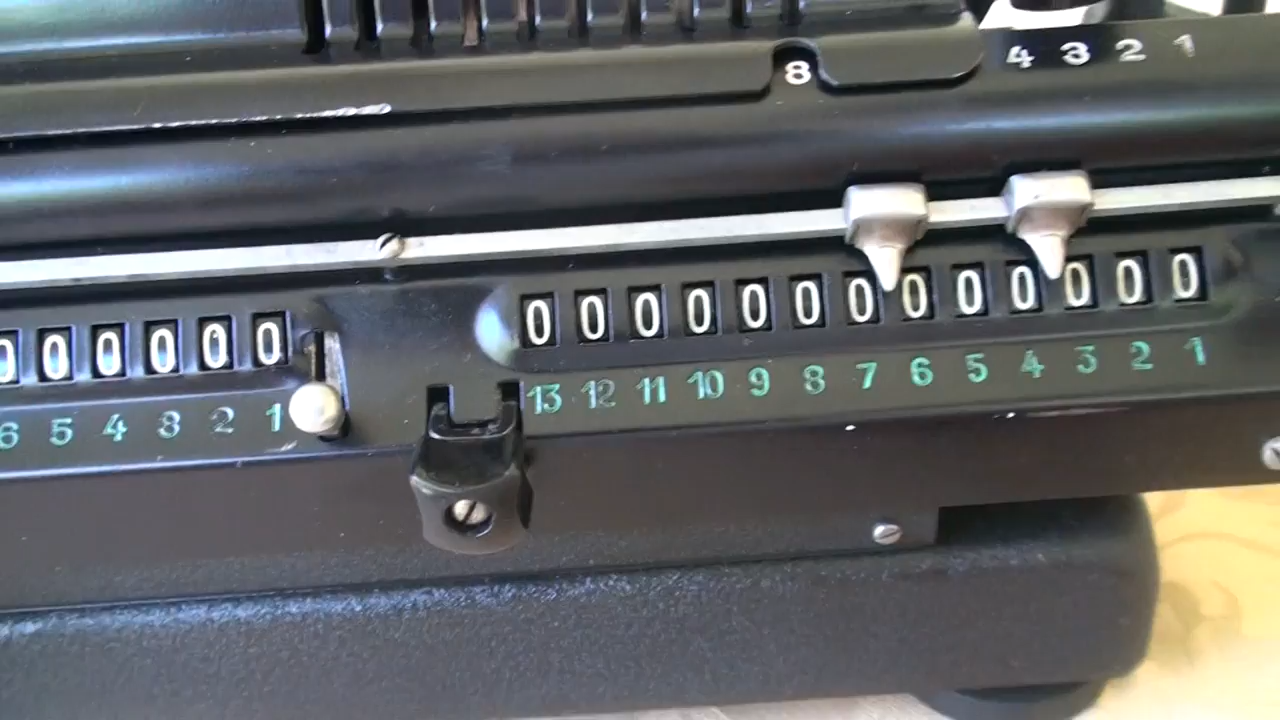 4 3 2 1
8
0 0 0 0 0 0 0 0 0 0 0 0 0
0 0 0 0 0 0
13 12 11 10 9 8 7 6 5 4 3 2 1
6 5 4 8 2 1